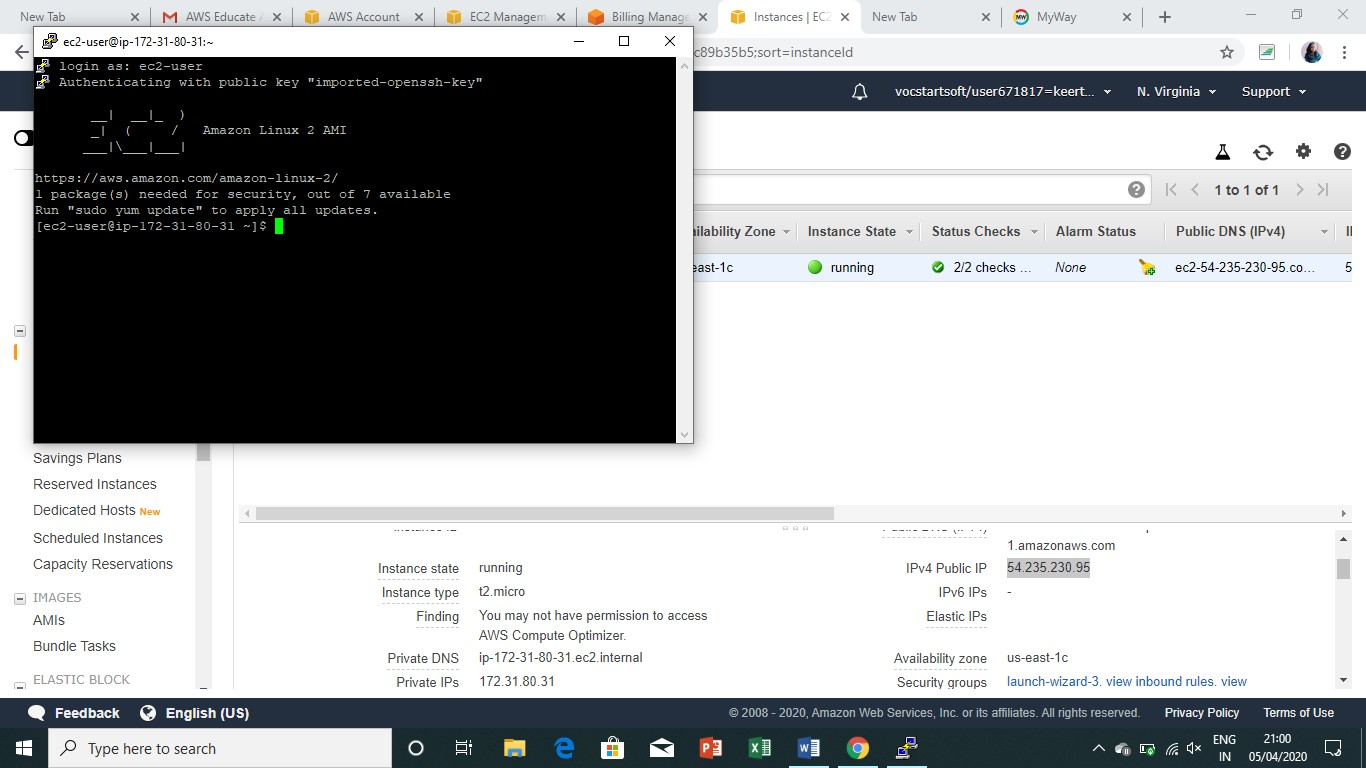 New Tab
AWS Educate A
AWS Account
EC2 Managem
Billing Manage
Instances | EC2
New Tab
MyWay
c89b35b5;sort=instanceId
ec2-user@ip-172-31-80-31:~
login as: ec2-user
Authenticating with public key "imported-openssh-key"
__| __|_ )
_| ( / Amazon Linux 2 AMI
___|\___|___|
https://aws.amazon.com/amazon-linux-2/
1 package(s) needed for security, out of 7 available
Run "sudo yum update" to apply all updates.
[ec2-user@ip-172-31-80-31 ~]$
vocstartsoft/user671817=keert...
N. Virginia
Support
1 to 1 of 1
ailability Zone
Instance State
Status Checks
Alarm Status
Public DNS (IPv4)
east-1c
running
2/2 checks ...
None
ec2-54-235-230-95.co...
5
Savings Plans
Reserved Instances
Dedicated Hosts New
Scheduled Instances
Capacity Reservations
IMAGES
AMIs
Bundle Tasks
ELASTIC BLOCK
1.amazonaws.com
Instance state running
IPv4 Public IP 54.235.230.95
Instance type t2.micro
IPv6 IPs -
Finding You may not have permission to access
AWS Compute Optimizer.
Elastic IPs
Private DNS ip-172-31-80-31.ec2.internal
Availability zone us-east-1c
Private IPs 172.31.80.31
Security groups launch-wizard-3. view inbound rules. view
Feedback
English (US)
© 2008 - 2020, Amazon Web Services, Inc. or its affiliates. All rights reserved.
Privacy Policy
Terms of Use
Type here to search
ENG
IN
21:00
05/04/2020